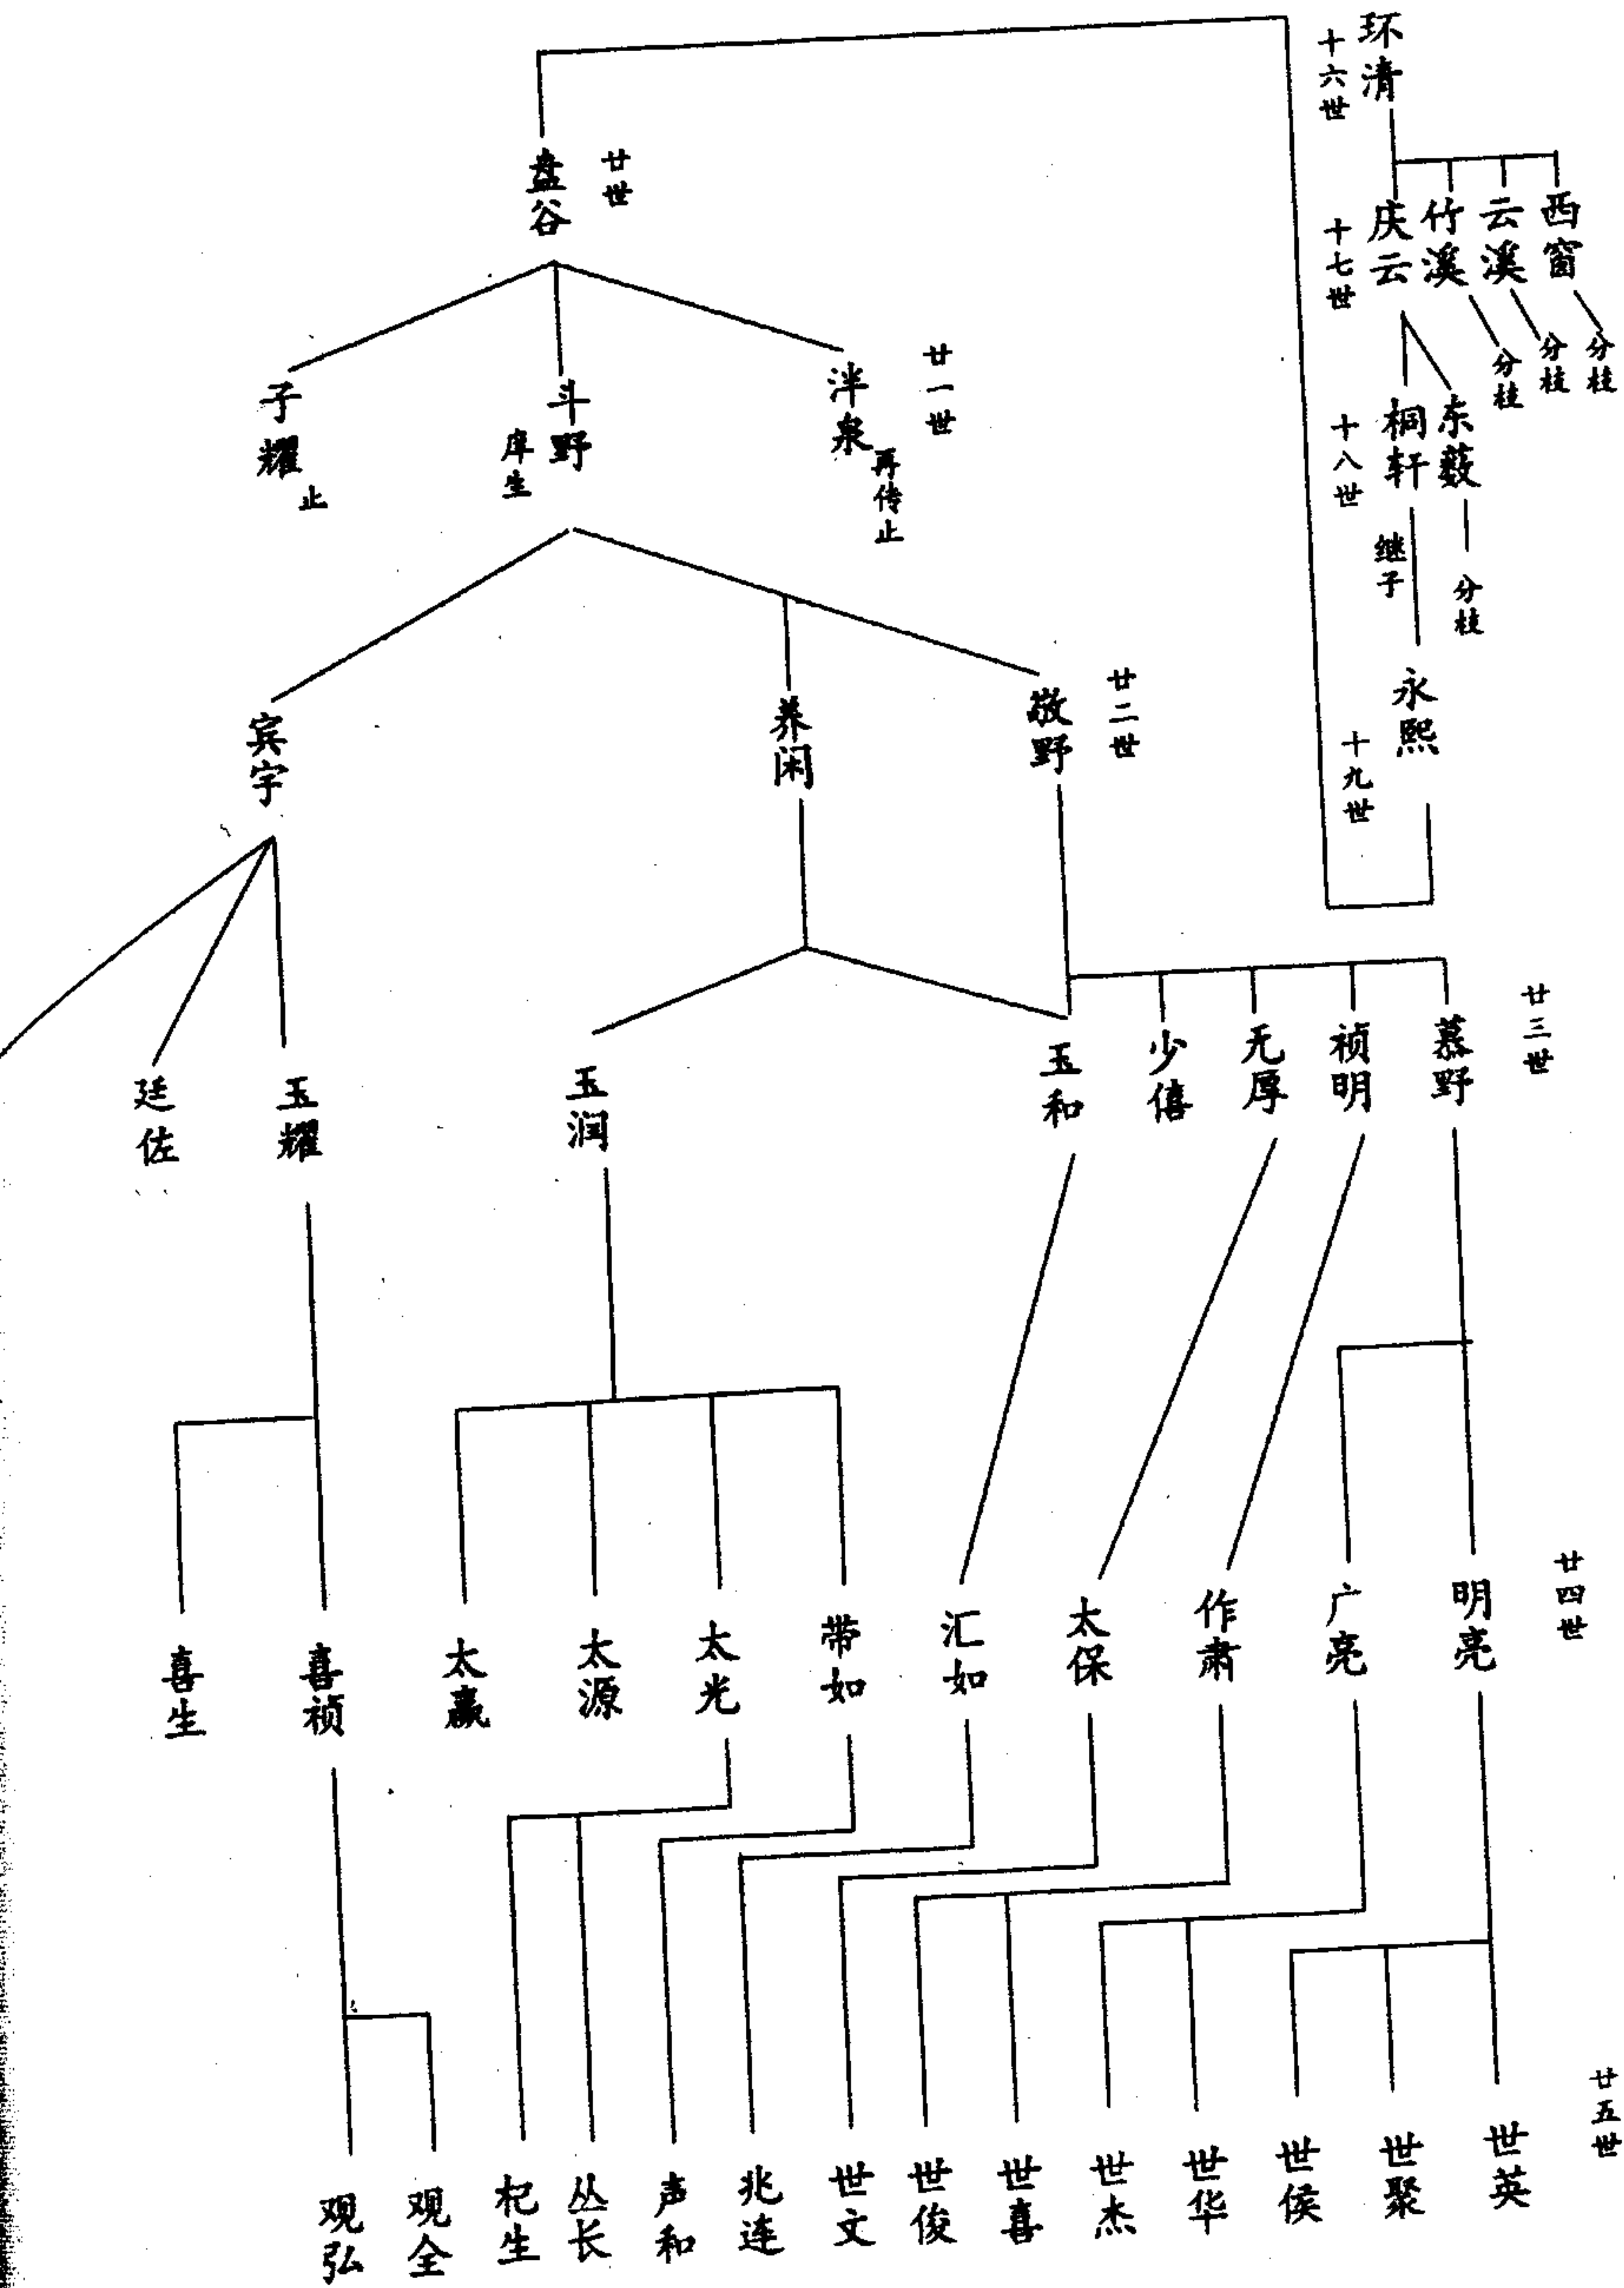 环清
十六世
西窗
云溪
竹溪
庆云
十七世
分枝
分枝
分枝
东薮
桐轩
十八世
分枝
继子
永熙
十九世
廿世
盘谷
廿一世
泮泉
再传止
斗野
庠生
子耀
止
廿二世
敬野
养闲
宾宇
廿三世
慕野
祯明
无厚
少僖
玉和
玉润
玉耀
廷佐
廿四世
明亮
广亮
作肃
太保
汇如
带如
太光
太源
太赢
喜祯
喜生
廿五世
世英
世聚
世侯
世华
世杰
世喜
世俊
世文
兆连
声和
丛长
杞生
观全
观弘